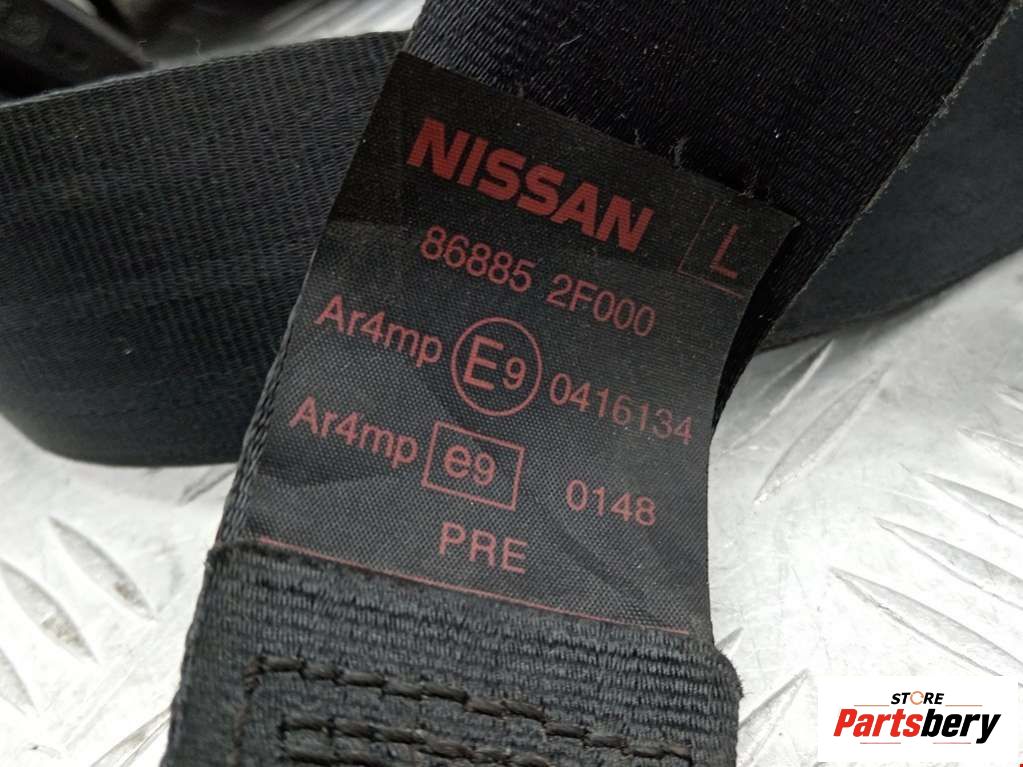 NISSAN L
86885 2F000
Ar4mp E9 0416134
Ar4mp e9 0148
PRE
STORE
Partsbery